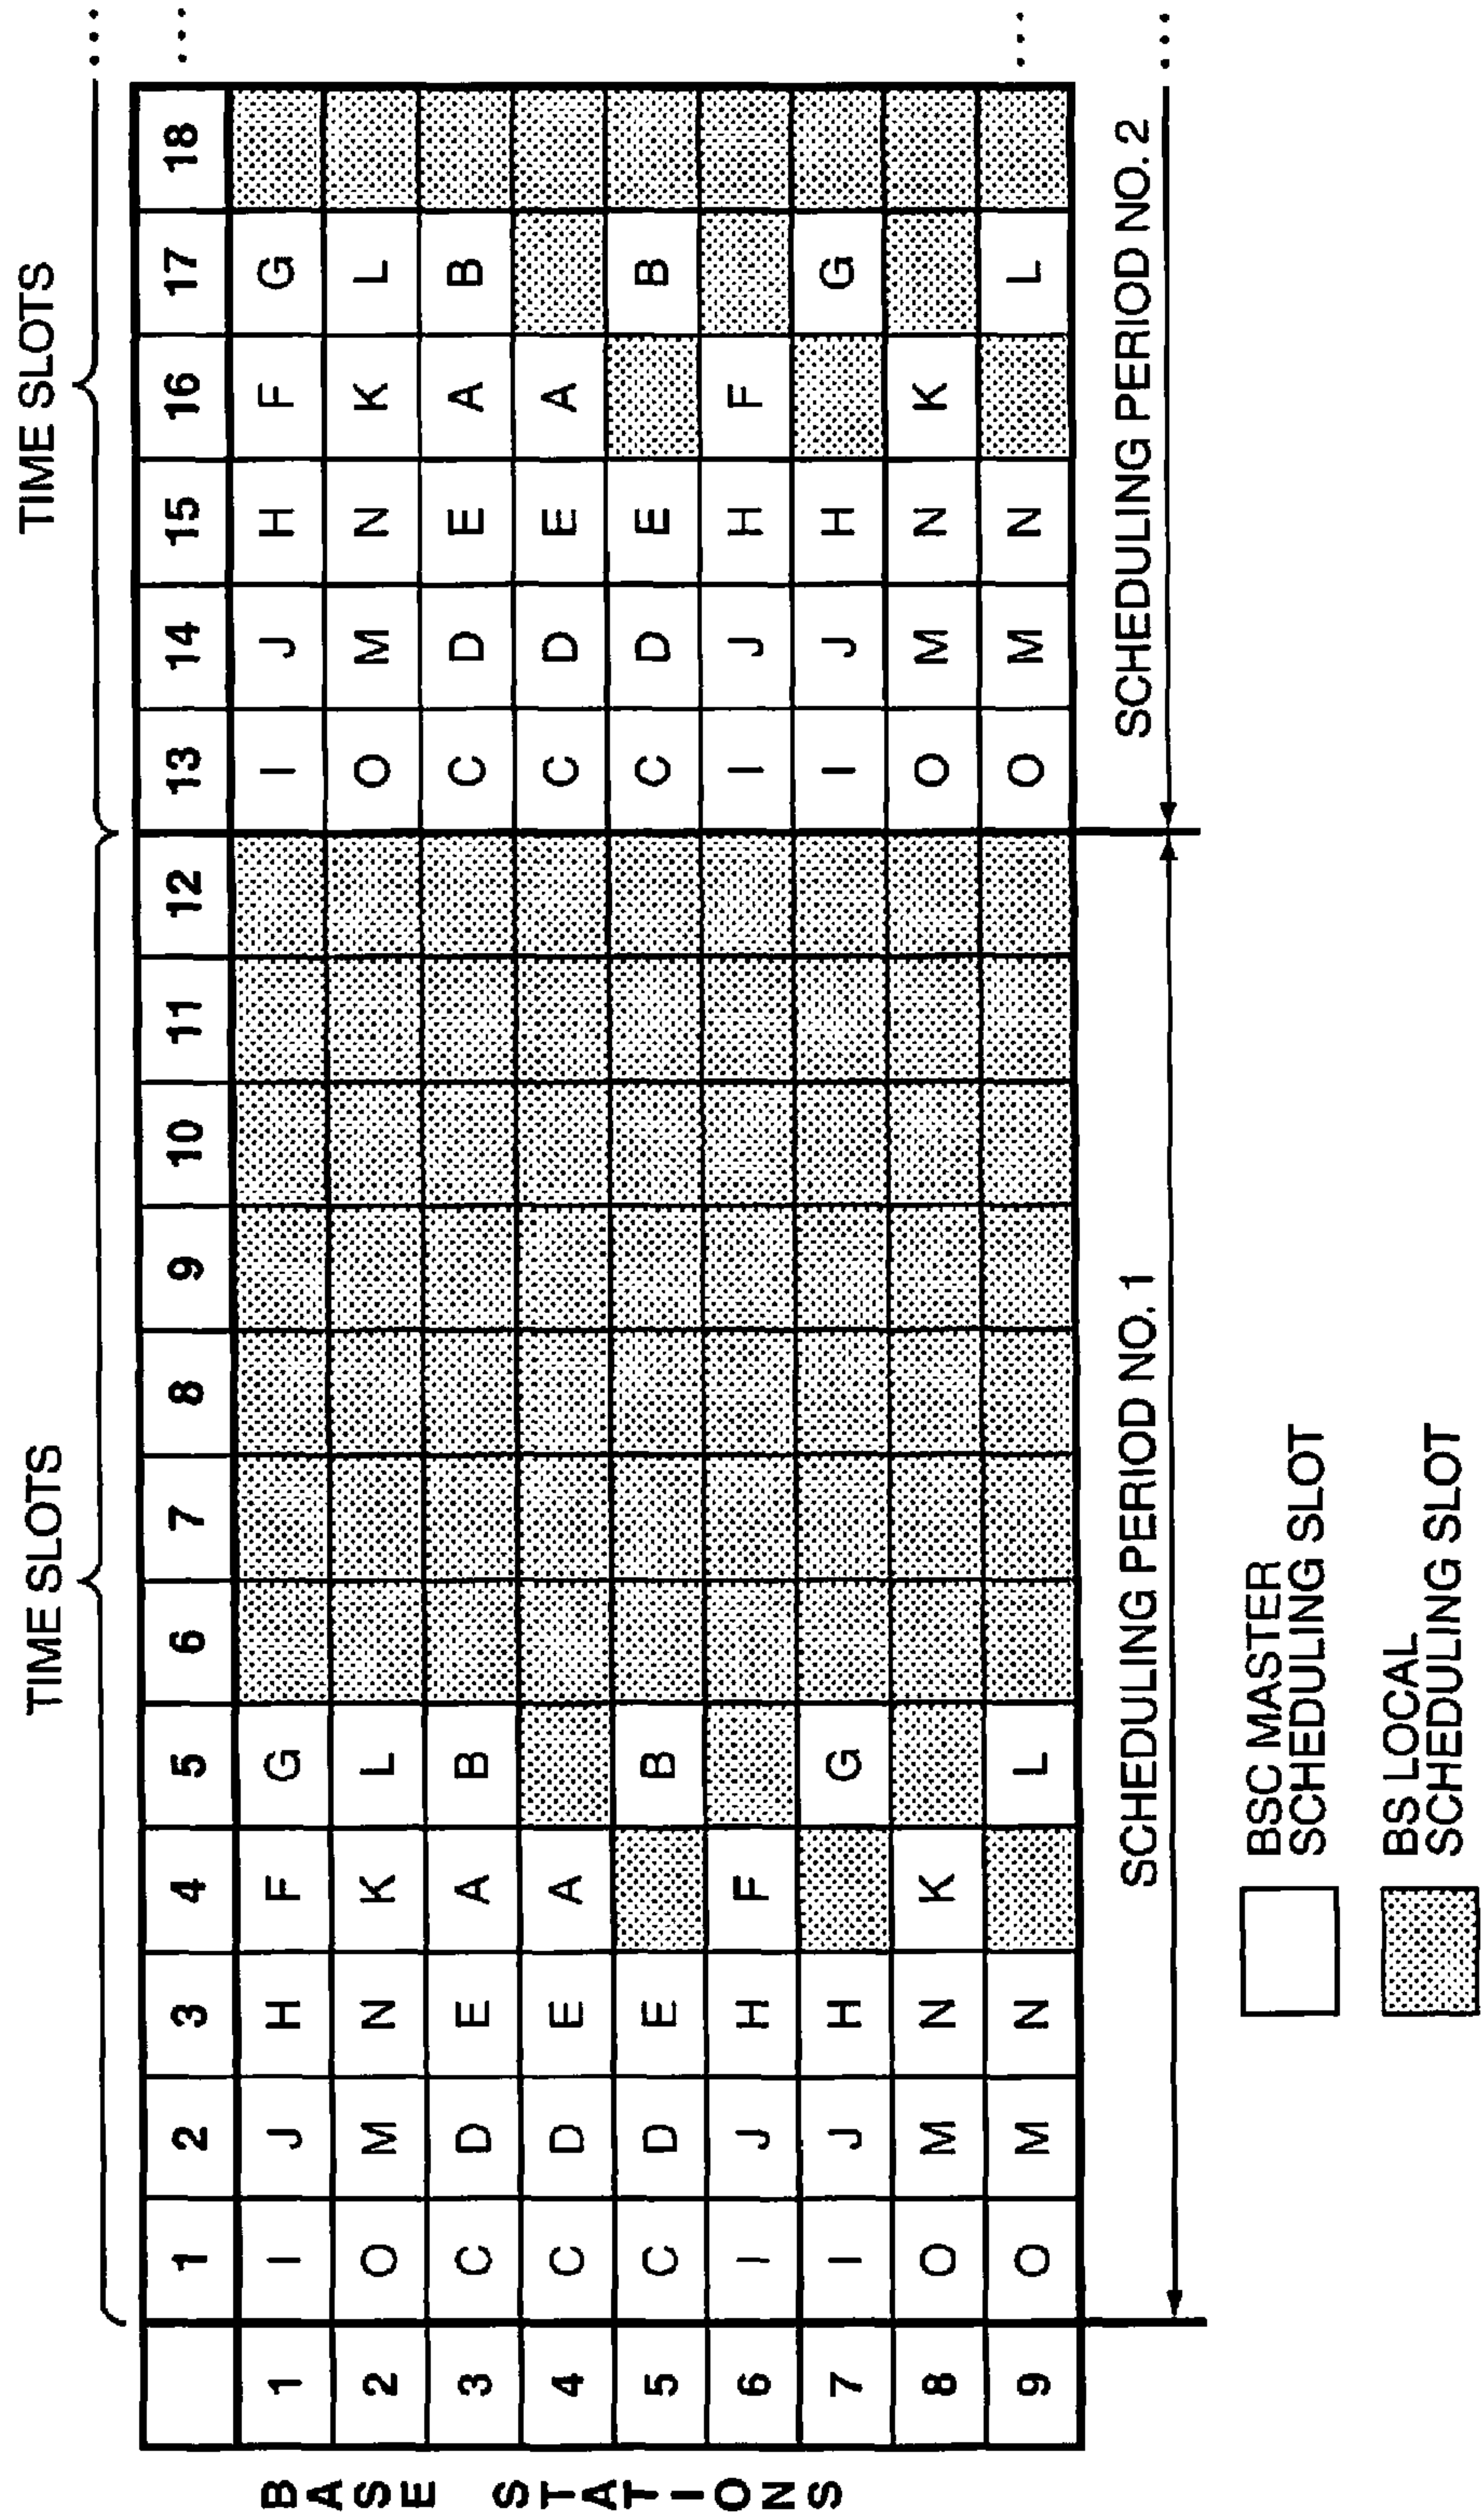 TIME SLOTS TIME SLOTS
1 2 3 4 5 6 7 8 9 10 11 12 13 14 15 16 17 18 ...
BASE STATIONS
1 I J H F G I J H F G
2 O M N K L O M N K L
3 C D E A B C D E A B
4 C D E A C D E A
5 C D E B C D E B
6 I J H F I J H F
7 I J H G I J H G
8 O M N K O M N K
9 O M N L O M N L ...
SCHEDULING PERIOD NO. 1 SCHEDULING PERIOD NO. 2 ...
BSC MASTER
SCHEDULING SLOT
BS LOCAL
SCHEDULING SLOT